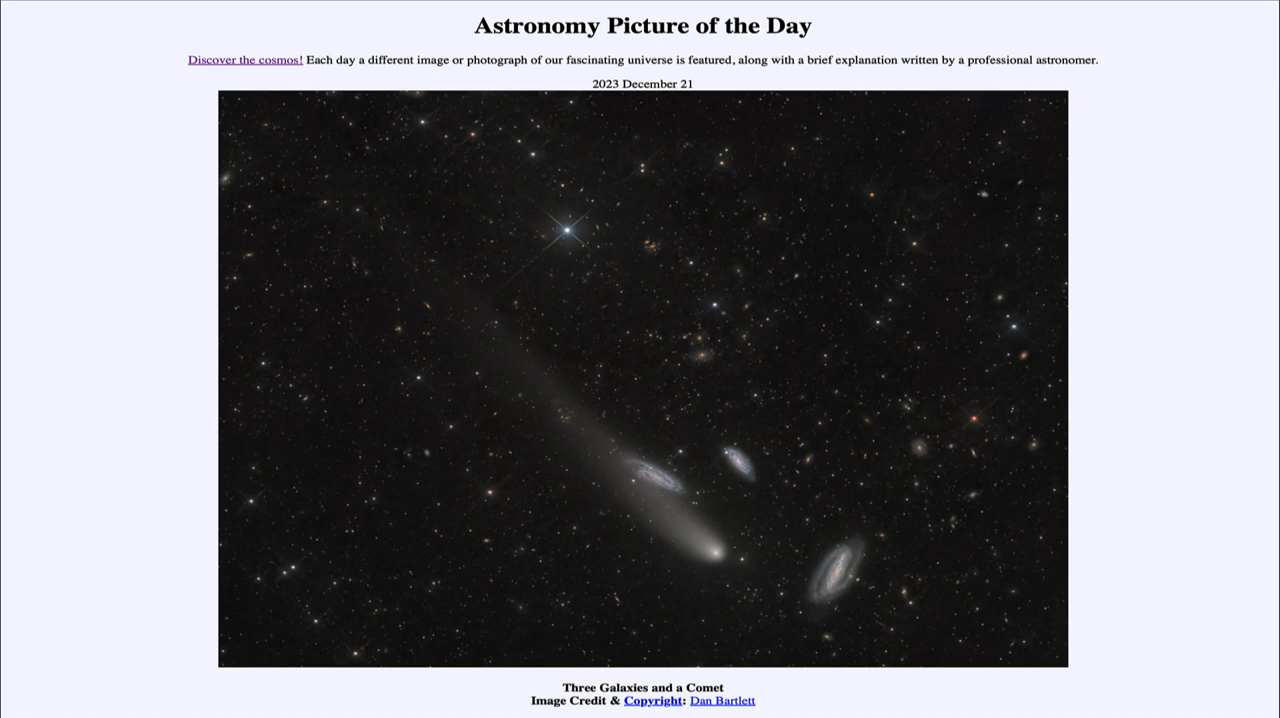 Astronomy Picture of the Day
Discover the cosmos! Each day a different image or photograph of our fascinating universe is featured, along with a brief explanation written by a professional astronomer.
2023 December 21
Three Galaxies and a Comet
Image Credit & Copyright: Dan Bartlett